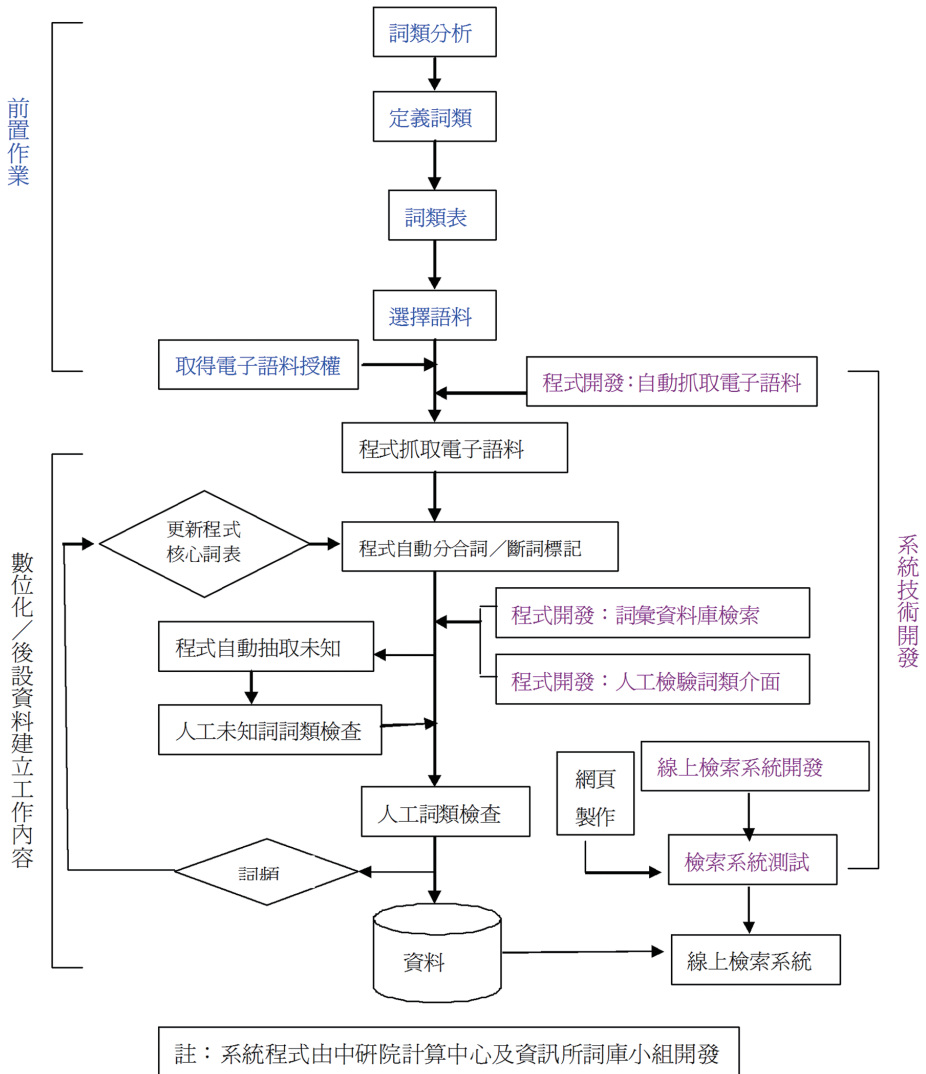 詞類分析
前置作業
定義詞類
詞類表
選擇語料
取得電子語料授權
程式開發：自動抓取電子語料
程式抓取電子語料
更新程式
核心詞表
程式自動分合詞／斷詞標記
系統技術開發
數位化／後設資料建立工作內容
程式開發：詞彙資料庫檢索
程式自動抽取未知
程式開發：人工檢驗詞類介面
人工未知詞詞類檢查
線上檢索系統開發
網頁
製作
人工詞類檢查
檢索系統測試
詞頻
資料
線上檢索系統
註：系統程式由中研院計算中心及資訊所詞庫小組開發